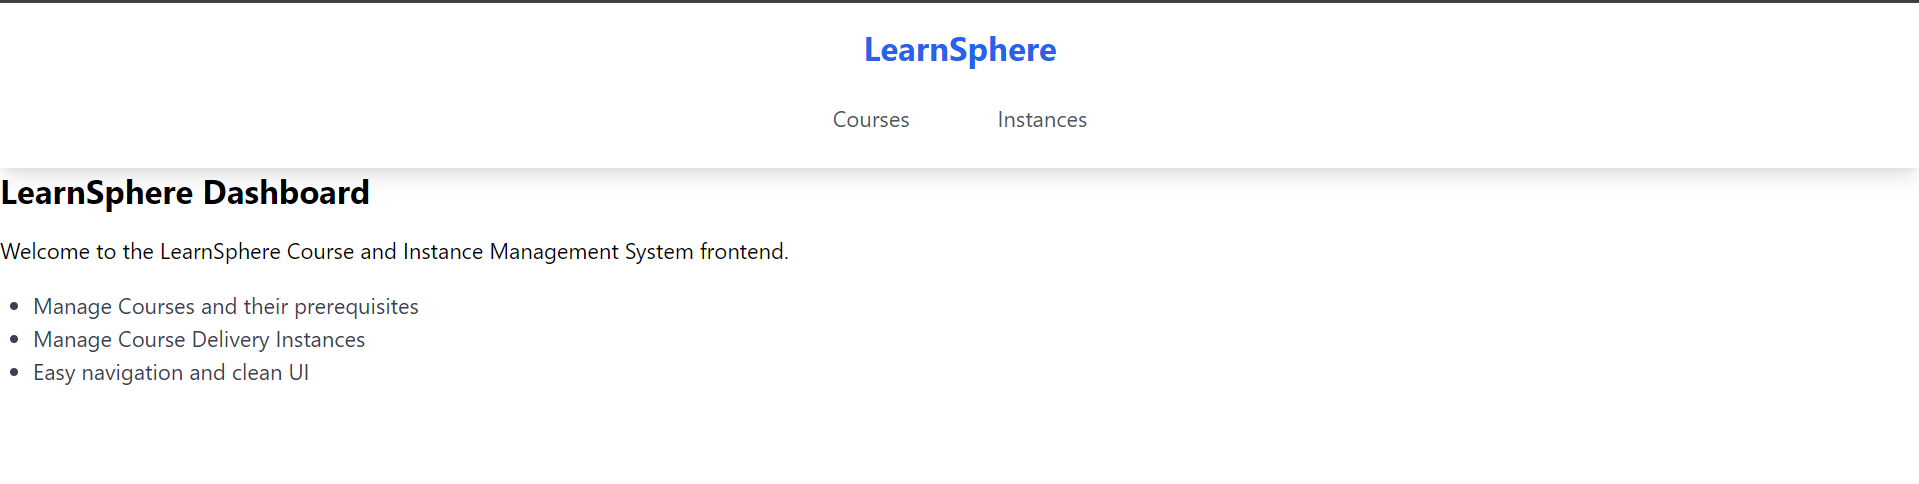 LearnSphere
Courses Instances
LearnSphere Dashboard
Welcome to the LearnSphere Course and Instance Management System frontend.
Manage Courses and their prerequisites
Manage Course Delivery Instances
Easy navigation and clean UI